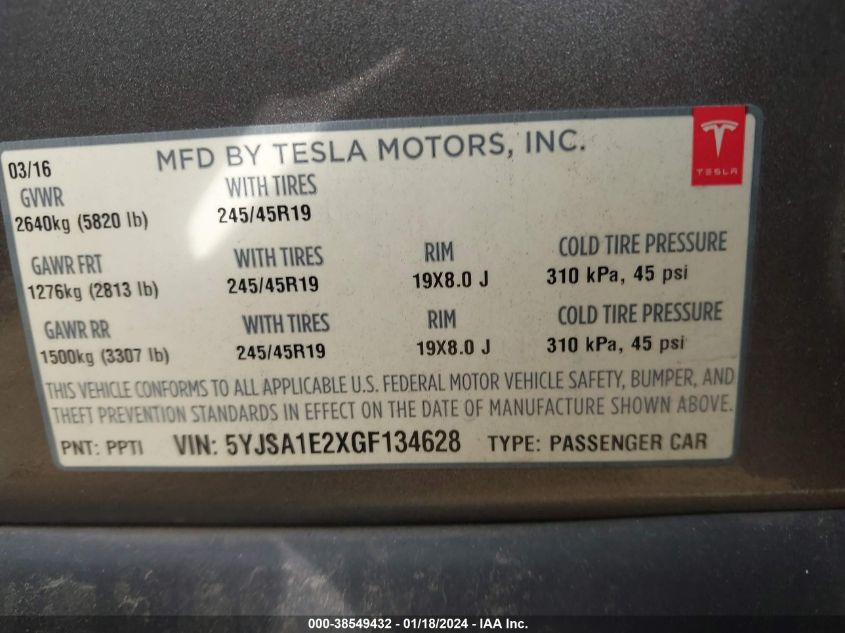 03/16 MFD BY TESLA MOTORS, INC.
TESLA
GVWR WITH TIRES
2640kg (5820 lb) 245/45R19
GAWR FRT WITH TIRES RIM COLD TIRE PRESSURE
1276kg (2813 lb) 245/45R19 19X8.0 J 310 kPa, 45 psi
GAWR RR WITH TIRES RIM COLD TIRE PRESSURE
1500kg (3307 lb) 245/45R19 19X8.0 J 310 kPa, 45 psi
THIS VEHICLE CONFORMS TO ALL APPLICABLE U.S. FEDERAL MOTOR VEHICLE SAFETY, BUMPER, AND
THEFT PREVENTION STANDARDS IN EFFECT ON THE DATE OF MANUFACTURE SHOWN ABOVE.
PNT: PPTI VIN: 5YJSA1E2XGF134628 TYPE: PASSENGER CAR
000-38549432 - 01/18/2024 - IAA Inc.